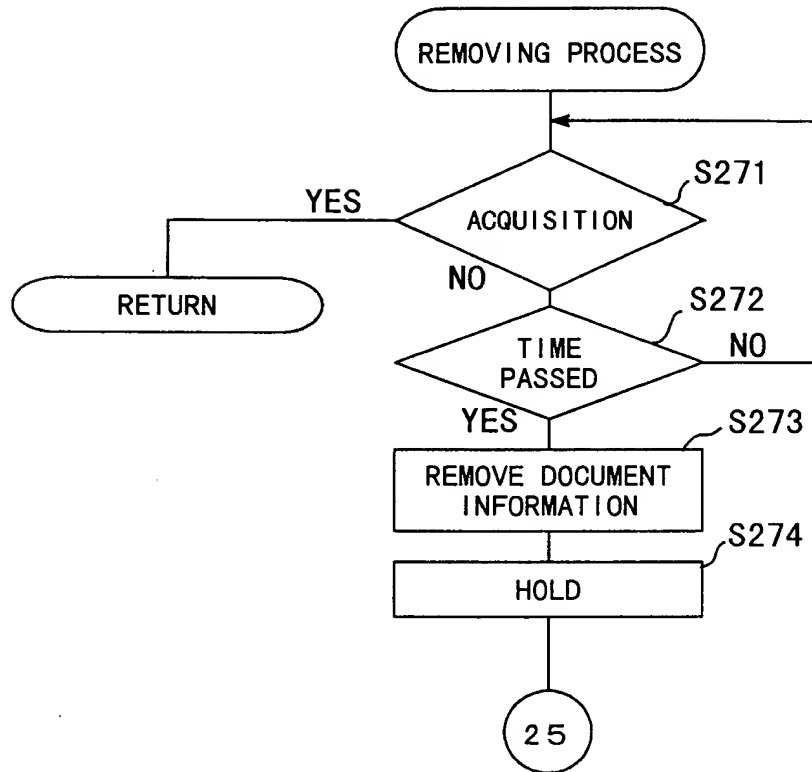 REMOVING PROCESS
S271
YES
ACQUISITION
RETURN
NO
S272
TIME
PASSED
NO
YES
S273
REMOVE DOCUMENT
INFORMATION
S274
HOLD
25